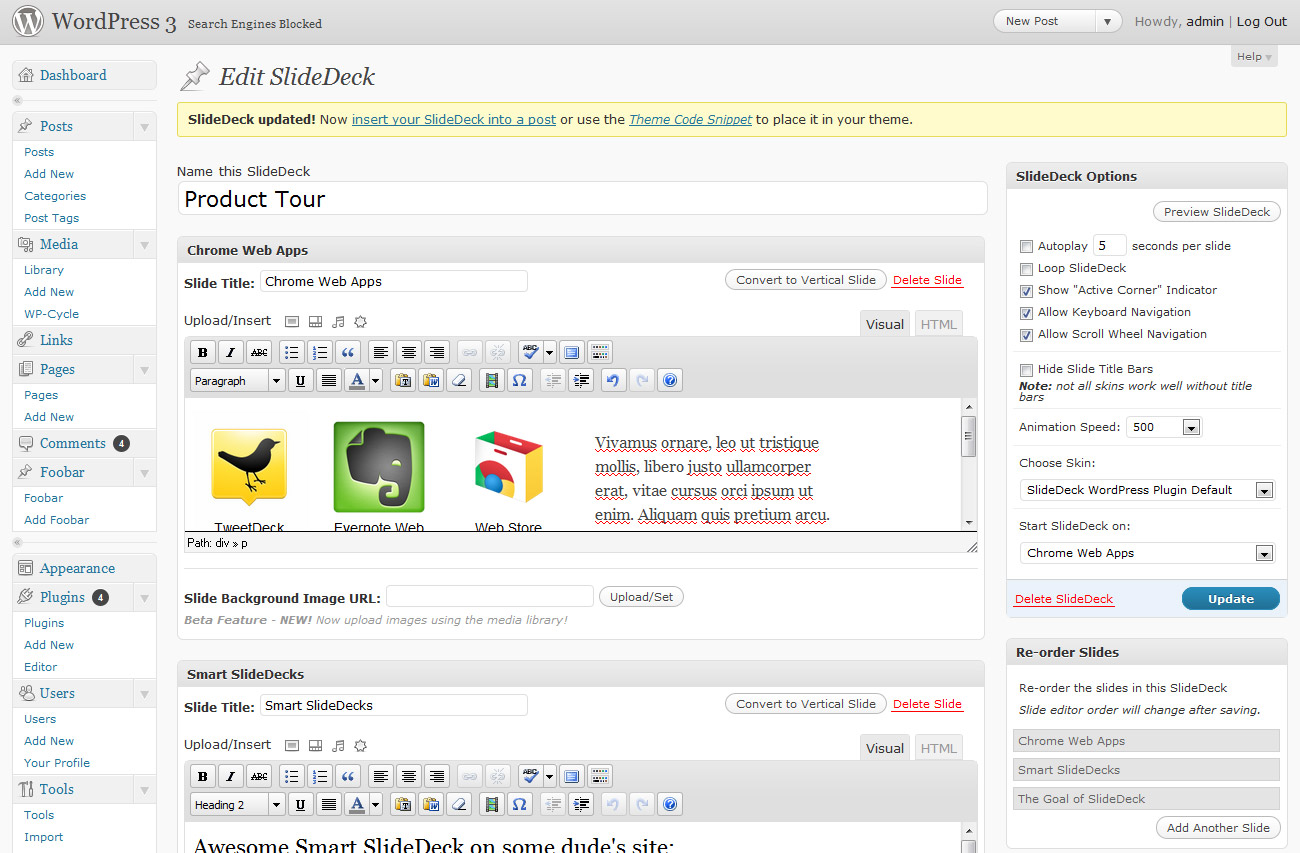 WordPress 3 Search Engines Blocked
New Post Howdy, admin | Log Out
Help
Dashboard
Posts
Posts
Add New
Categories
Post Tags
Media
Library
Add New
WP-Cycle
Links
Pages
Pages
Add New
Comments 4
Foobar
Foobar
Add Foobar
Appearance
Plugins 4
Plugins
Add New
Editor
Users
Users
Add New
Your Profile
Tools
Tools
Import
Edit SlideDeck
SlideDeck updated! Now insert your SlideDeck into a post or use the Theme Code Snippet to place it in your theme.
Name this SlideDeck
Product Tour
Chrome Web Apps
Slide Title: Chrome Web Apps Convert to Vertical Slide Delete Slide
Upload/Insert Visual HTML
B I ABC ABC
Paragraph U A
Vivamus ornare, leo ut tristique
mollis, libero justo ullamcorper
erat, vitae cursus orci ipsum ut
enim. Aliquam quis pretium arcu.
TweetDeck Evernote Web Web Store
Path: div » p
Slide Background Image URL: Upload/Set
Beta Feature - NEW! Now upload images using the media library!
Smart SlideDecks
Slide Title: Smart SlideDecks Convert to Vertical Slide Delete Slide
Upload/Insert Visual HTML
B I ABC ABC
Heading 2 U A
Awesome Smart SlideDeck on some dude's site:
SlideDeck Options
Preview SlideDeck
Autoplay 5 seconds per slide
Loop SlideDeck
Show "Active Corner" Indicator
Allow Keyboard Navigation
Allow Scroll Wheel Navigation
Hide Slide Title Bars
Note: not all skins work well without title
bars
Animation Speed: 500
Choose Skin:
SlideDeck WordPress Plugin Default
Start SlideDeck on:
Chrome Web Apps
Delete SlideDeck Update
Re-order Slides
Re-order the slides in this SlideDeck
Slide editor order will change after saving.
Chrome Web Apps
Smart SlideDecks
The Goal of SlideDeck
Add Another Slide